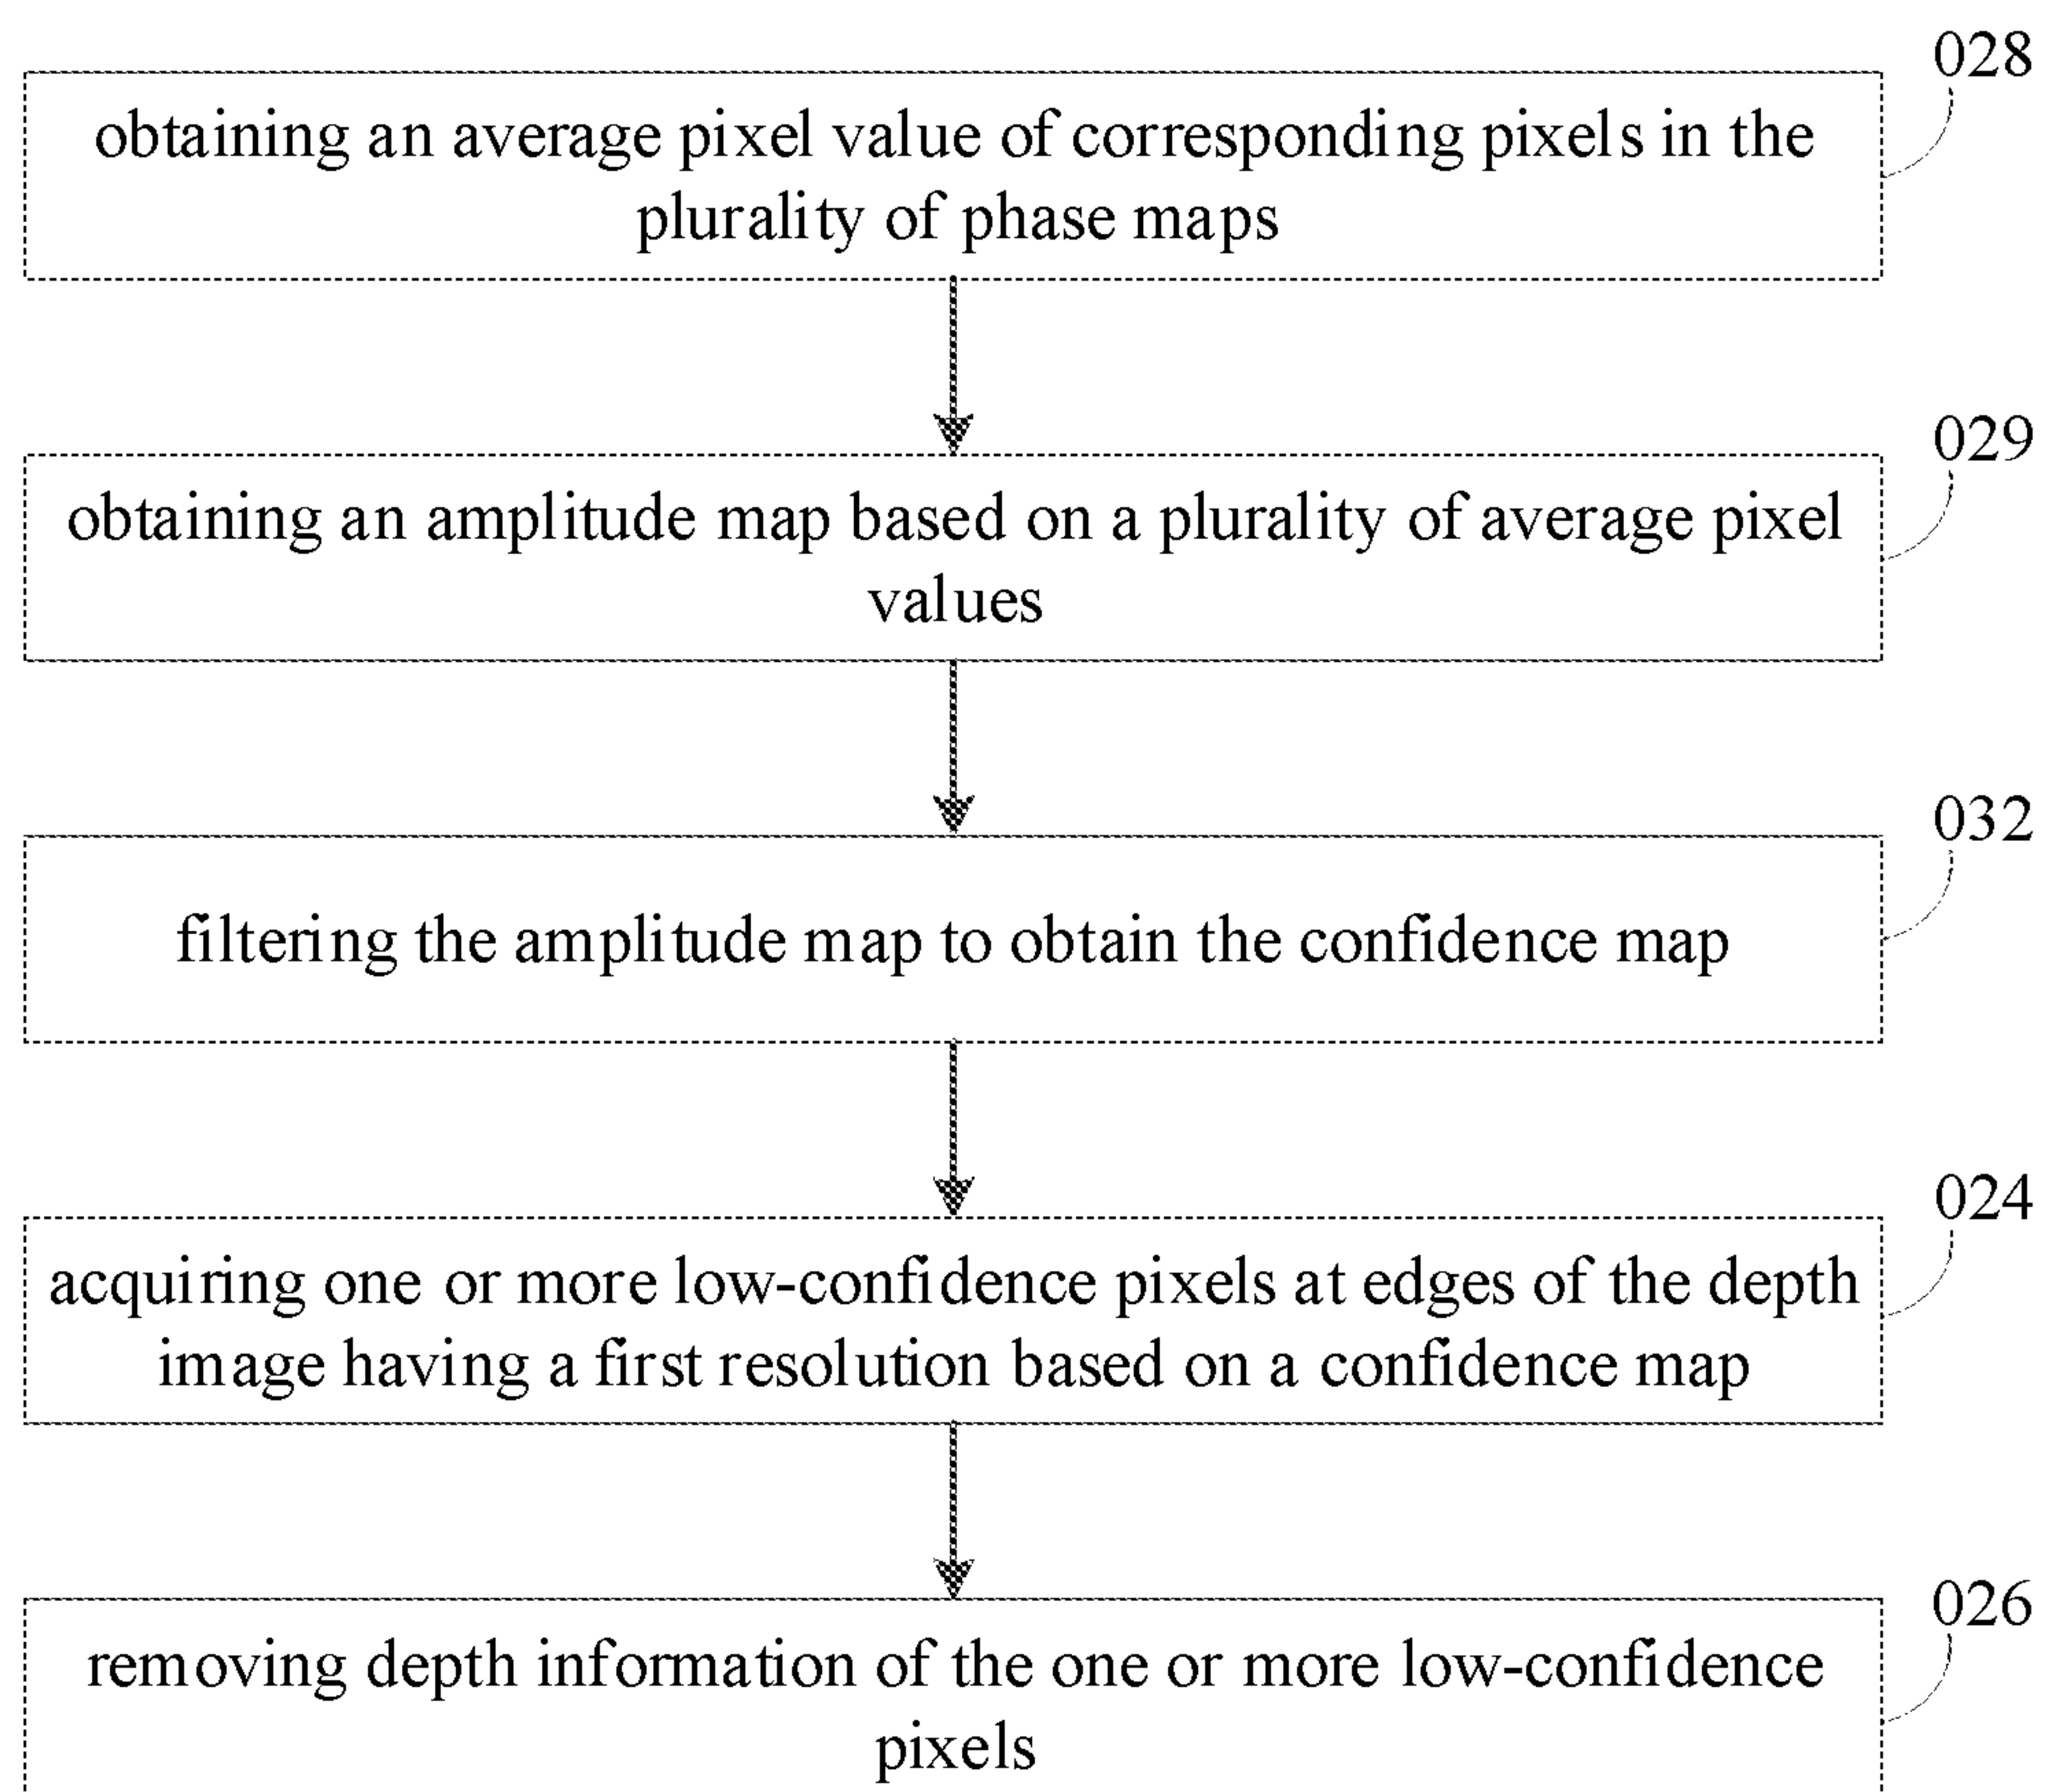 028
obtaining an average pixel value of corresponding pixels in the
plurality of phase maps
029
obtaining an amplitude map based on a plurality of average pixel
values
032
filtering the amplitude map to obtain the confidence map
024
acquiring one or more low-confidence pixels at edges of the depth
image having a first resolution based on a confidence map
026
removing depth information of the one or more low-confidence
pixels